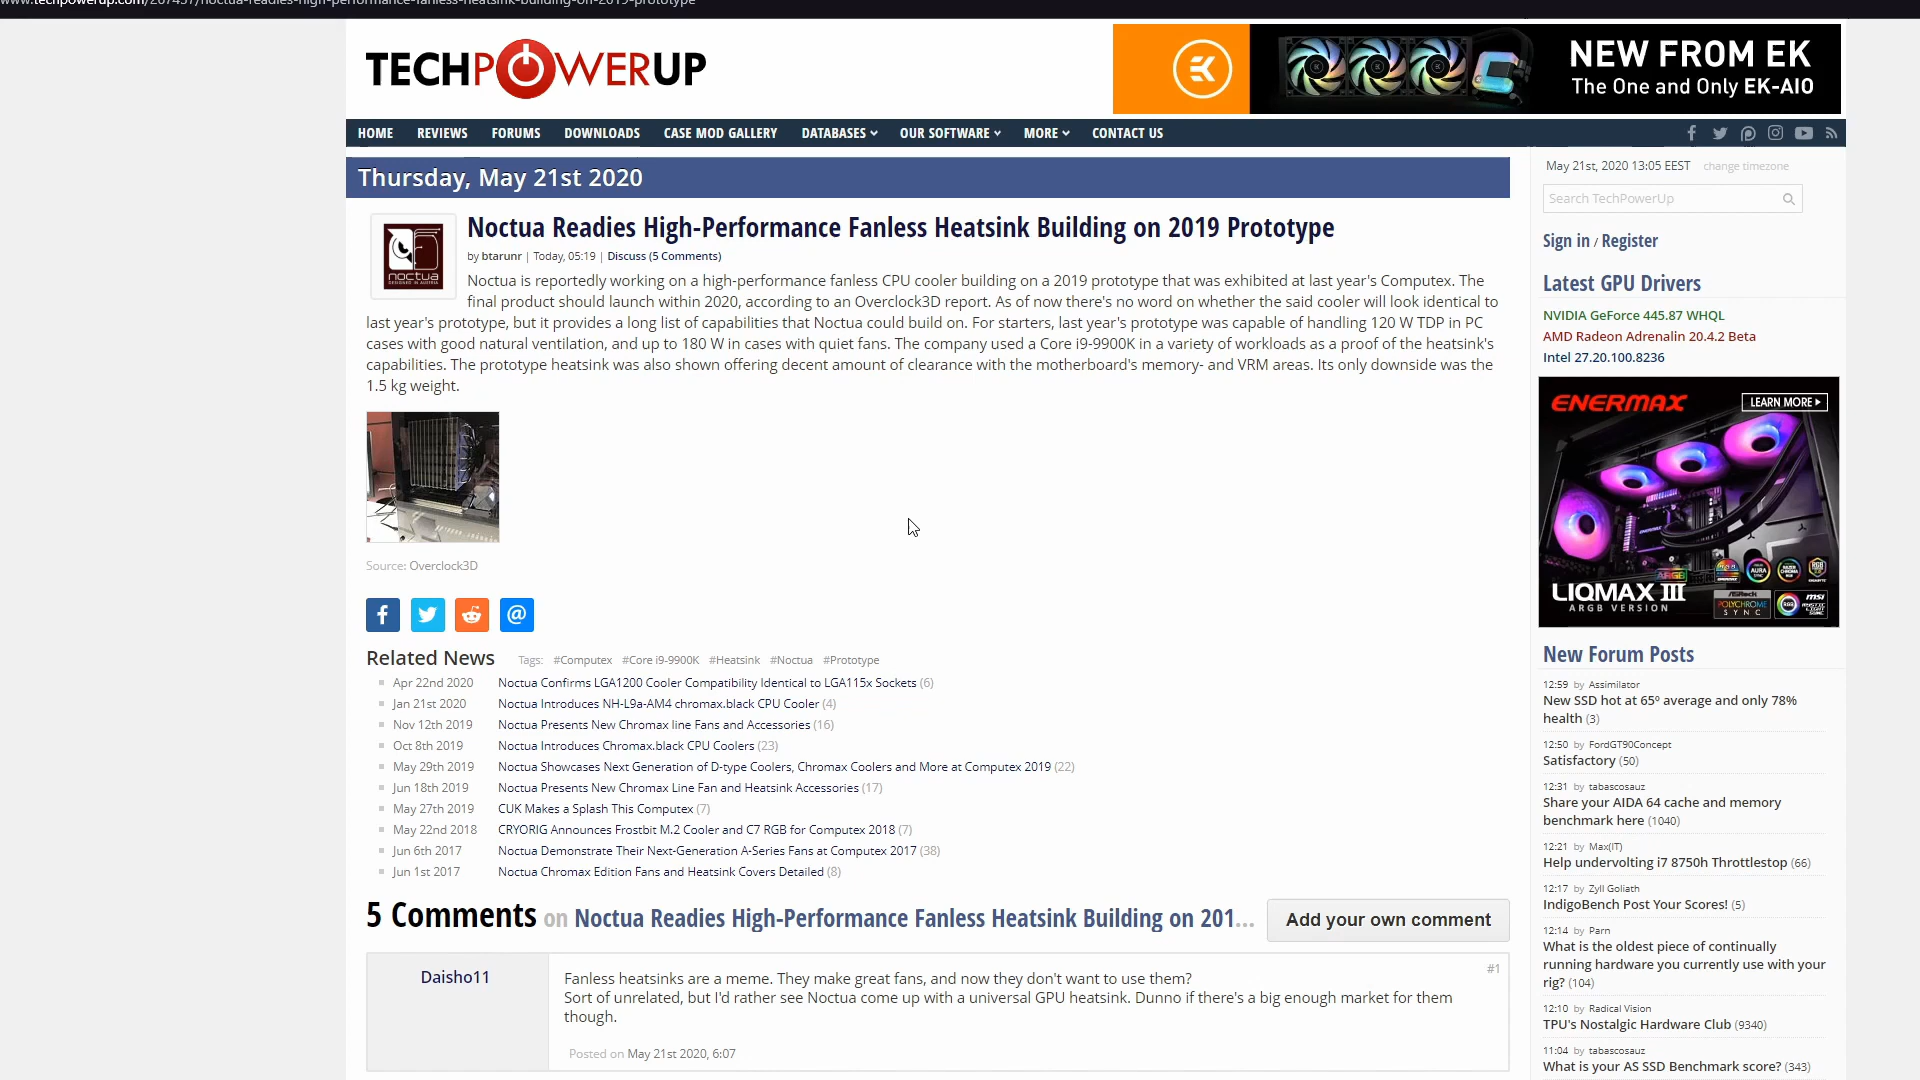 www.techpowerup.com/267437/noctua-readies-high-performance-fanless-heatsink-building-on-2019-prototype
TECHPOWERUP
NEW FROM EK
The One and Only EK-AIO
HOME REVIEWS FORUMS DOWNLOADS CASE MOD GALLERY DATABASES OUR SOFTWARE MORE CONTACT US
Thursday, May 21st 2020
May 21st, 2020 13:05 EEST change timezone
Search TechPowerUp
Sign in / Register
noctua
DESIGNED IN AUSTRIA
Noctua Readies High-Performance Fanless Heatsink Building on 2019 Prototype
by btarunr | Today, 05:19 | Discuss (5 Comments)
Noctua is reportedly working on a high-performance fanless CPU cooler building on a 2019 prototype that was exhibited at last year's Computex. The
final product should launch within 2020, according to an Overclock3D report. As of now there's no word on whether the said cooler will look identical to
last year's prototype, but it provides a long list of capabilities that Noctua could build on. For starters, last year's prototype was capable of handling 120 W TDP in PC
cases with good natural ventilation, and up to 180 W in cases with quiet fans. The company used a Core i9-9900K in a variety of workloads as a proof of the heatsink's
capabilities. The prototype heatsink was also shown offering decent amount of clearance with the motherboard's memory- and VRM areas. Its only downside was the
1.5 kg weight.
Source: Overclock3D
Related News Tags: #Computex #Core i9-9900K #Heatsink #Noctua #Prototype
Apr 22nd 2020 Noctua Confirms LGA1200 Cooler Compatibility Identical to LGA115x Sockets (6)
Jan 21st 2020 Noctua Introduces NH-L9a-AM4 chromax.black CPU Cooler (4)
Nov 12th 2019 Noctua Presents New Chromax line Fans and Accessories (16)
Oct 8th 2019 Noctua Introduces Chromax.black CPU Coolers (23)
May 29th 2019 Noctua Showcases Next Generation of D-type Coolers, Chromax Coolers and More at Computex 2019 (22)
Jun 18th 2019 Noctua Presents New Chromax Line Fan and Heatsink Accessories (17)
May 27th 2019 CUK Makes a Splash This Computex (7)
May 22nd 2018 CRYORIG Announces Frostbit M.2 Cooler and C7 RGB for Computex 2018 (7)
Jun 6th 2017 Noctua Demonstrate Their Next-Generation A-Series Fans at Computex 2017 (38)
Jun 1st 2017 Noctua Chromax Edition Fans and Heatsink Covers Detailed (8)
5 Comments on Noctua Readies High-Performance Fanless Heatsink Building on 201...
Add your own comment
Daisho11
#1
Fanless heatsinks are a meme. They make great fans, and now they don't want to use them?
Sort of unrelated, but I'd rather see Noctua come up with a universal GPU heatsink. Dunno if there's a big enough market for them
though.
Posted on May 21st 2020, 6:07
Latest GPU Drivers
NVIDIA GeForce 445.87 WHQL
AMD Radeon Adrenalin 20.4.2 Beta
Intel 27.20.100.8236
ENERMAX
LEARN MORE
LIQMAX III
ARGB VERSION
POLYCHROME
SYNC
msi
New Forum Posts
12:59 by Assimilator
New SSD hot at 65º average and only 78%
health (3)
12:50 by FordGT90Concept
Satisfactory (50)
12:31 by tabascosauz
Share your AIDA 64 cache and memory
benchmark here (1040)
12:21 by Max(IT)
Help undervolting i7 8750h Throttlestop (66)
12:17 by Zyll Goliath
IndigoBench Post Your Scores! (5)
12:14 by Parn
What is the oldest piece of continually
running hardware you currently use with your
rig? (104)
12:10 by Radical Vision
TPU's Nostalgic Hardware Club (9340)
11:04 by tabascosauz
What is your AS SSD Benchmark score? (343)